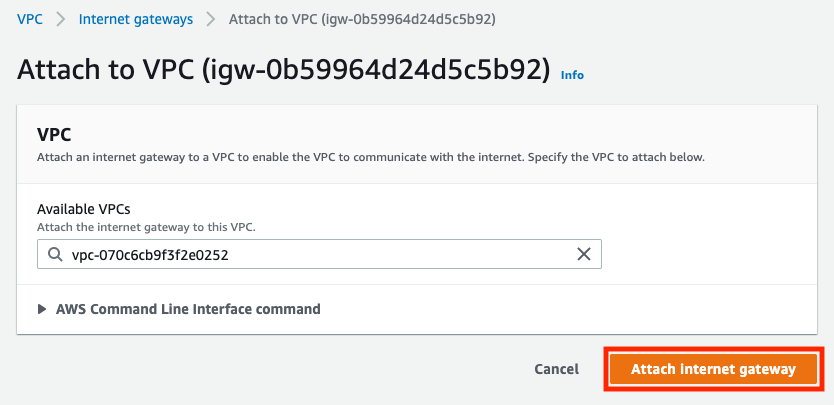 VPC > Internet gateways > Attach to VPC (igw-0b59964d24d5c5b92)
Attach to VPC (igw-0b59964d24d5c5b92) Info
VPC
Attach an internet gateway to a VPC to enable the VPC to communicate with the internet. Specify the VPC to attach below.
Available VPCs
Attach the internet gateway to this VPC.
vpc-070c6cb9f3f2e0252
AWS Command Line Interface command
Cancel Attach internet gateway